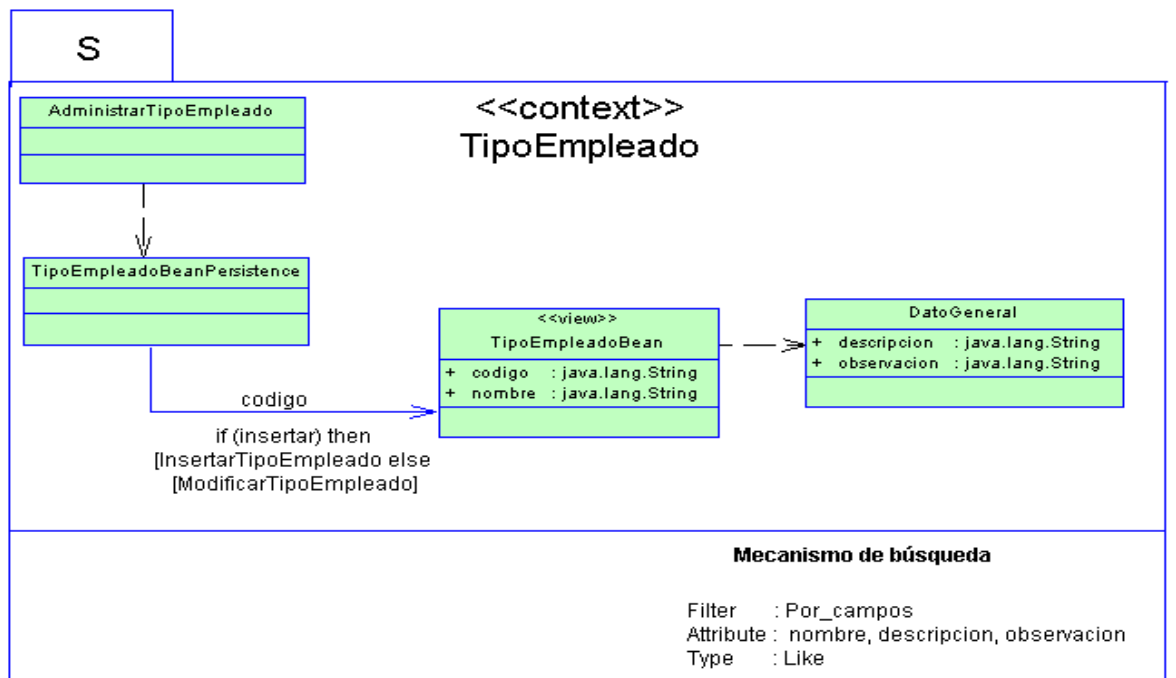 S
<<context>>
TipoEmpleado
AdministrarTipoEmpleado
TipoEmpleadoBeanPersistence
<<view>>
TipoEmpleadoBean
+ codigo : java.lang.String
+ nombre : java.lang.String
DatoGeneral
+ descripcion : java.lang.String
+ observacion : java.lang.String
codigo
if (insertar) then
[InsertarTipoEmpleado else
[ModificarTipoEmpleado]
Mecanismo de búsqueda
Filter : Por_campos
Attribute : nombre, descripcion, observacion
Type : Like